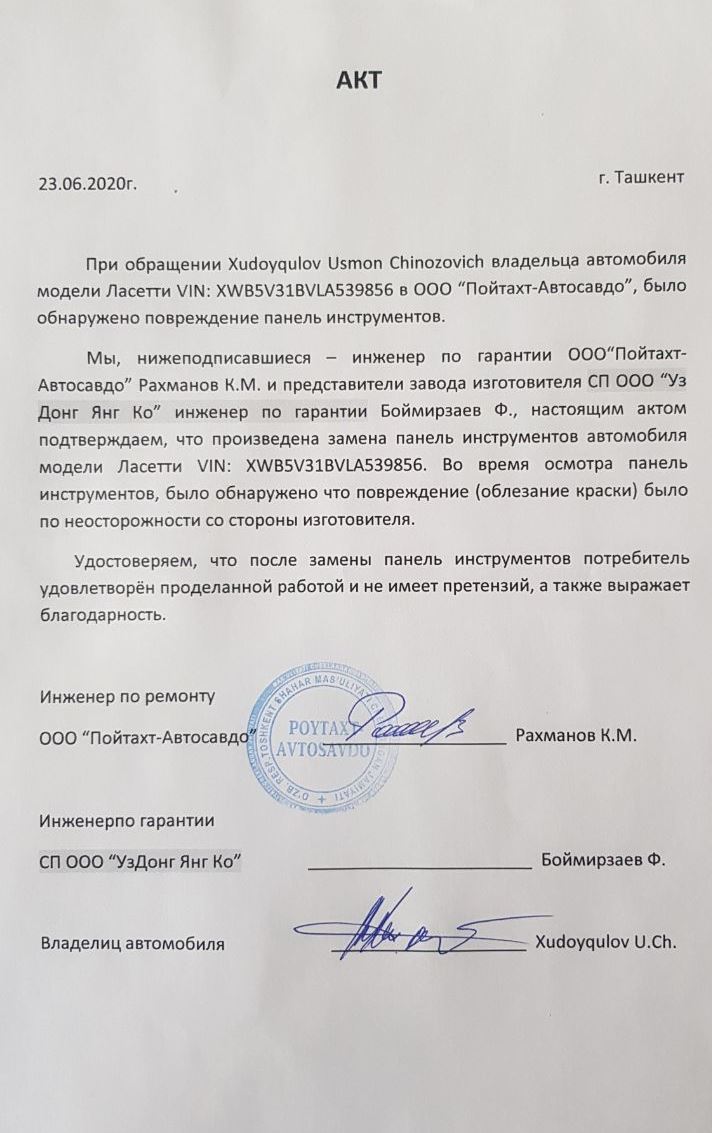 АКТ
23.06.2020г.
г. Ташкент
При обращении Xudoyqulov Usmon Chinozovich владельца автомобиля
модели Ласетти VIN: XWB5V31BVLA539856 в ООО “Пойтахт-Автосавдо”, было
обнаружено повреждение панель инструментов.
Мы, нижеподписавшиеся – инженер по гарантии ООО“Пойтахт-
Автосавдо” Рахманов К.М. и представители завода изготовителя СП ООО “Уз
Донг Янг Ко” инженер по гарантии Боймирзаев Ф., настоящим актом
подтверждаем, что произведена замена панель инструментов автомобиля
модели Ласетти VIN: XWB5V31BVLA539856. Во время осмотра панель
инструментов, было обнаружено что повреждение (облезание краски) было
по неосторожности со стороны изготовителя.
Удостоверяем, что после замены панель инструментов потребитель
удовлетворён проделанной работой и не имеет претензий, а также выражает
благодарность.
Инженер по ремонту
ООО “Пойтахт-Автосавдо”
Рахманов К.М.
O'ZB. RESP. TOSHKENT SHAHAR MAS'ULIYATI JAMIYATI
POYTAXT
AVTOSAVDO
Инженерпо гарантии
СП ООО “УзДонг Янг Ко”
Боймирзаев Ф.
Владелиц автомобиля
Xudoyqulov U.Ch.